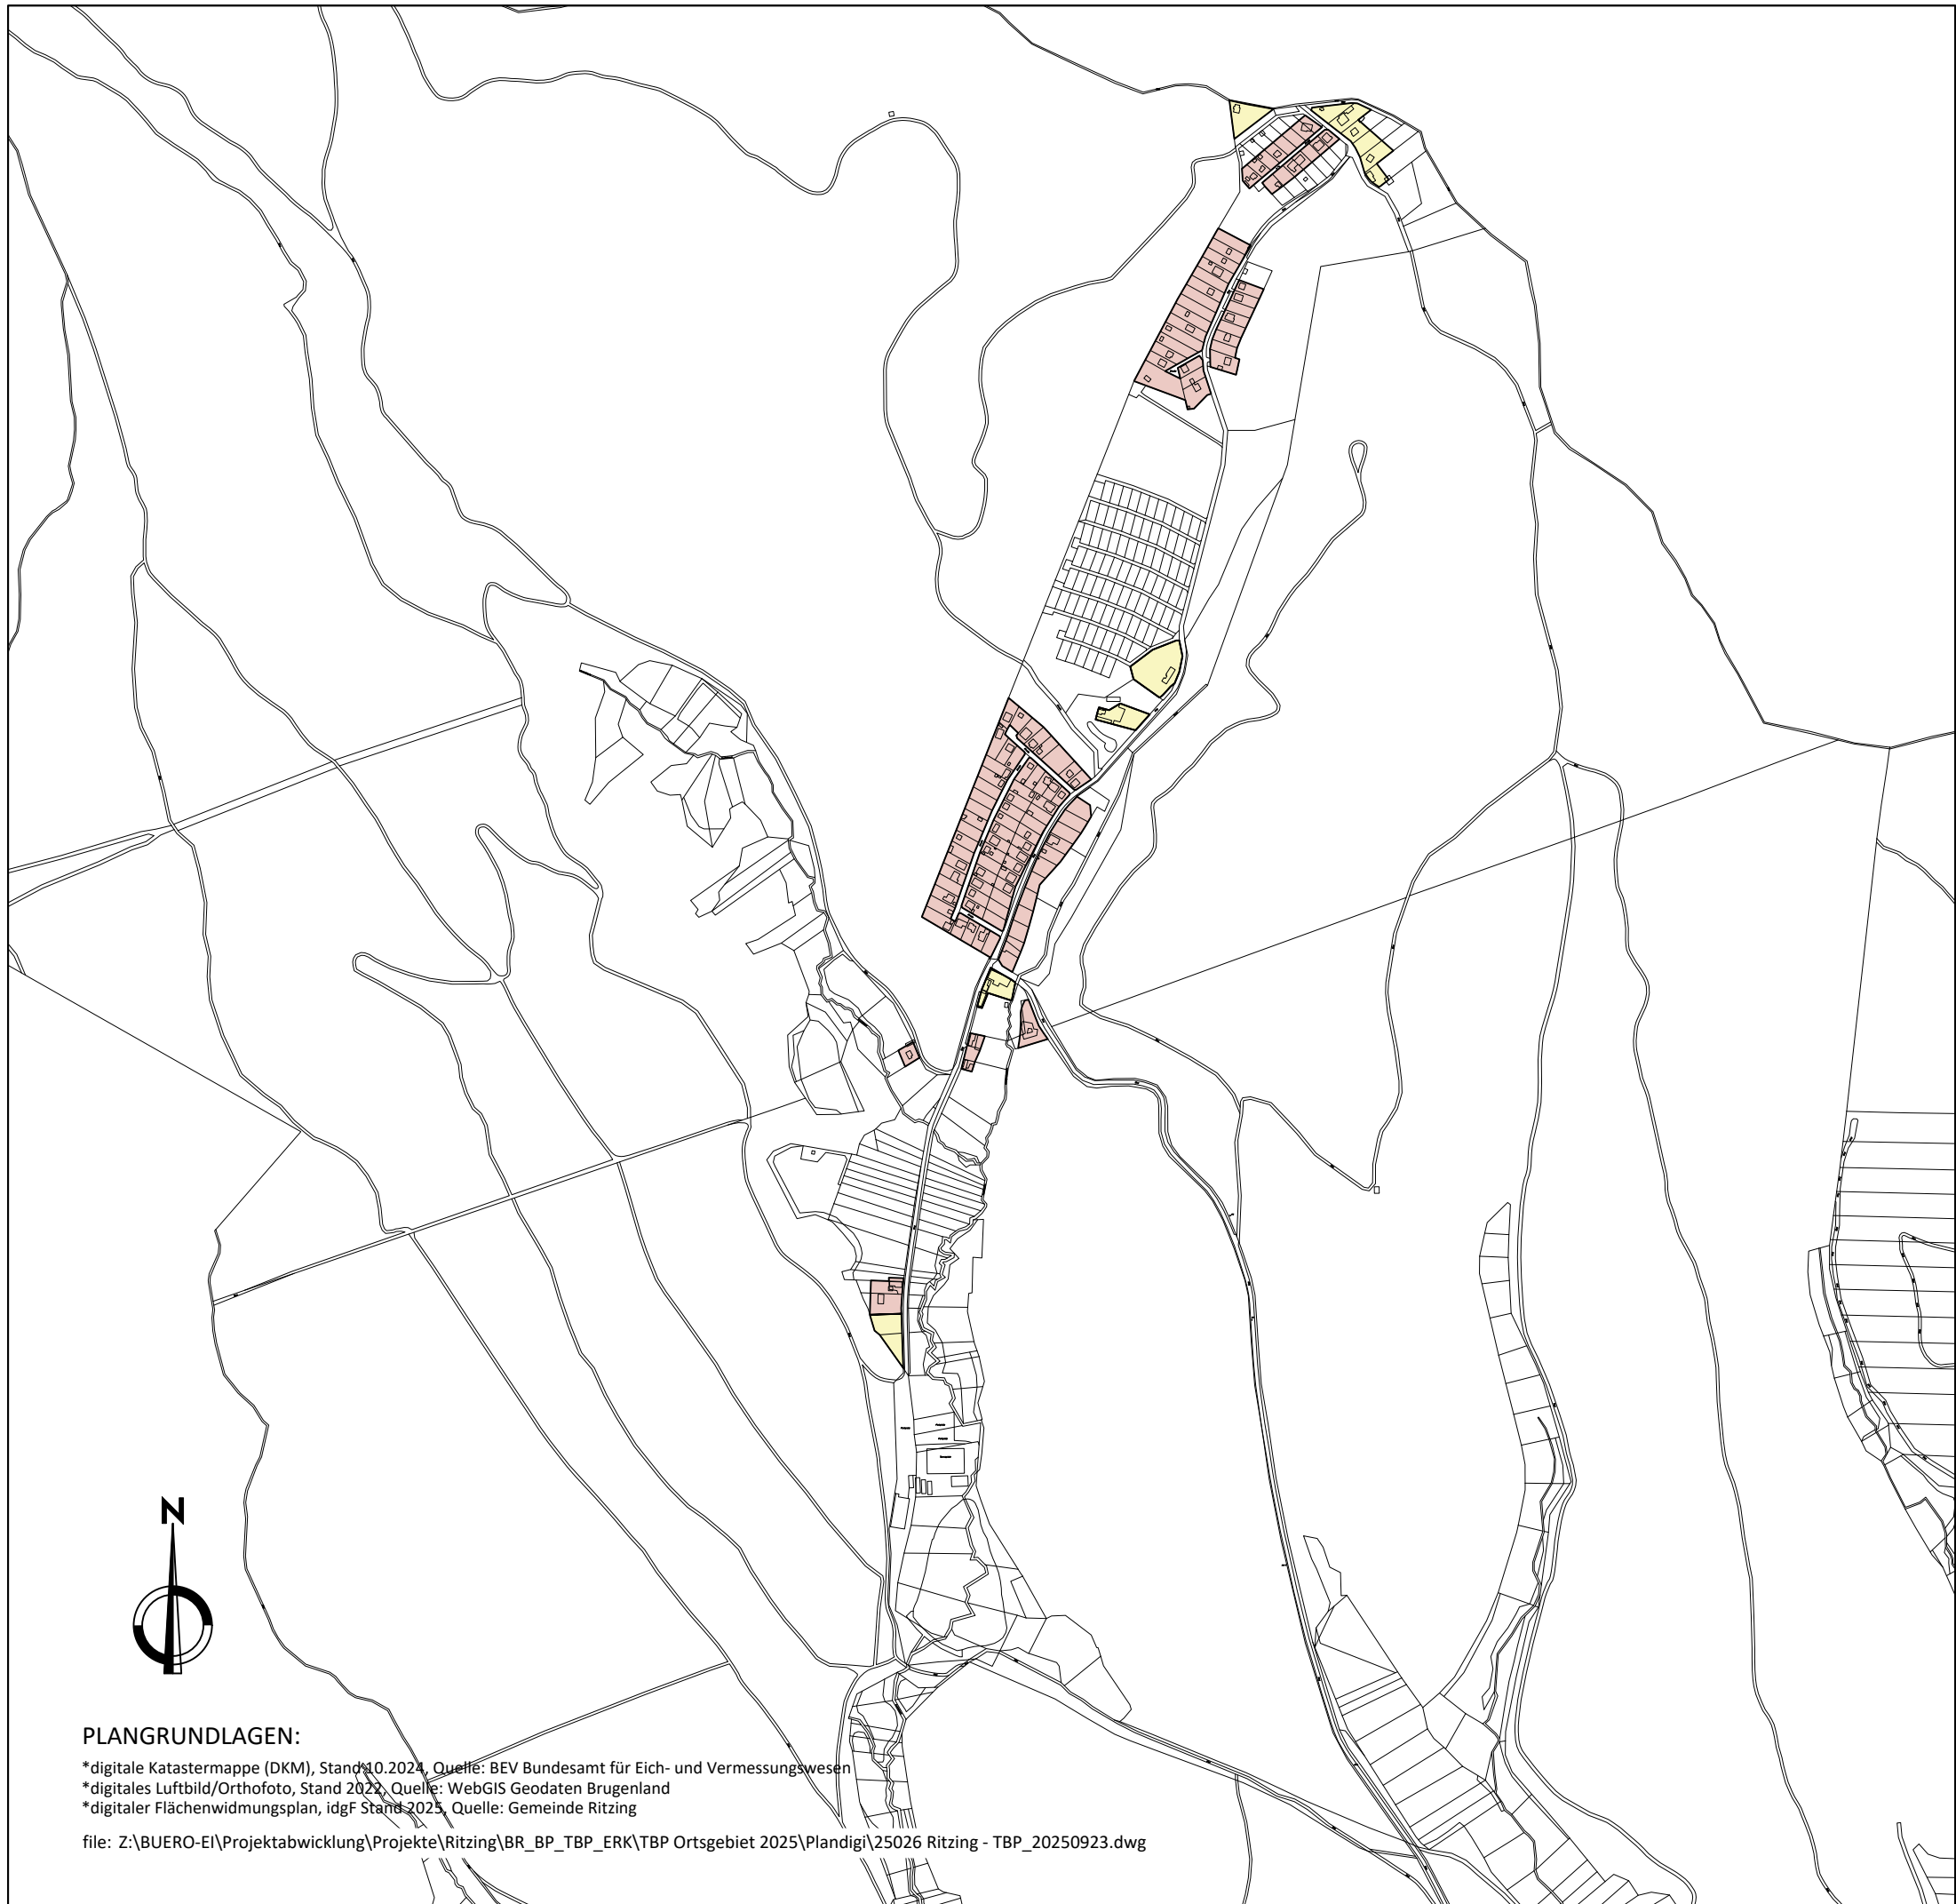 N
PLANGRUNDLAGEN:
*digitale Katastermappe (DKM), Stand 10.2024, Quelle: BEV Bundesamt für Eich- und Vermessungswesen
*digitales Luftbild/Orthofoto, Stand 2022, Quelle: WebGIS Geodaten Brugenland
*digitaler Flächenwidmungsplan, idgF Stand 2025, Quelle: Gemeinde Ritzing
file: Z:\BUERO-EI\Projektabwicklung\Projekte\Ritzing\BR_BP_TBP_ERK\TBP Ortsgebiet 2025\Plandigi\25026 Ritzing - TBP_20250923.dwg